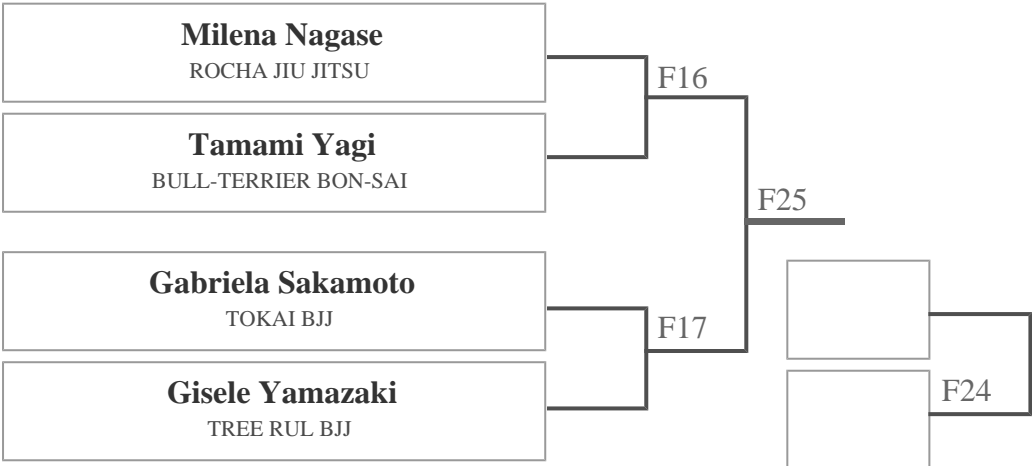 Milena Nagase
ROCHA JIU JITSU
F16
Tamami Yagi
BULL-TERRIER BON-SAI
F25
Gabriela Sakamoto
TOKAI BJJ
F17
Gisele Yamazaki
TREE RUL BJJ
F24